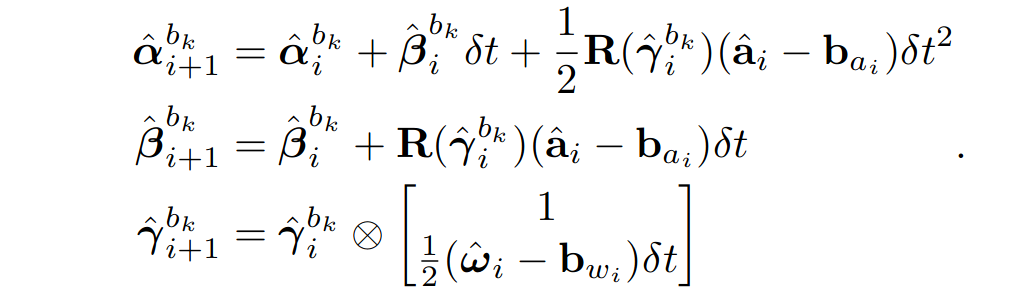 $\hat{\boldsymbol{\alpha}}_{i+1}^{b_k} = \hat{\boldsymbol{\alpha}}_{i}^{b_k} + \hat{\boldsymbol{\beta}}_{i}^{b_k} \delta t + \frac{1}{2} \mathbf{R}(\hat{\boldsymbol{\gamma}}_{i}^{b_k})(\hat{\mathbf{a}}_i - \mathbf{b}_{a_i}) \delta t^2$
$\hat{\boldsymbol{\beta}}_{i+1}^{b_k} = \hat{\boldsymbol{\beta}}_{i}^{b_k} + \mathbf{R}(\hat{\boldsymbol{\gamma}}_{i}^{b_k})(\hat{\mathbf{a}}_i - \mathbf{b}_{a_i}) \delta t \quad .$
$\hat{\boldsymbol{\gamma}}_{i+1}^{b_k} = \hat{\boldsymbol{\gamma}}_{i}^{b_k} \otimes \begin{bmatrix} 1 \\ \frac{1}{2}(\hat{\boldsymbol{\omega}}_i - \mathbf{b}_{w_i}) \delta t \end{bmatrix}$